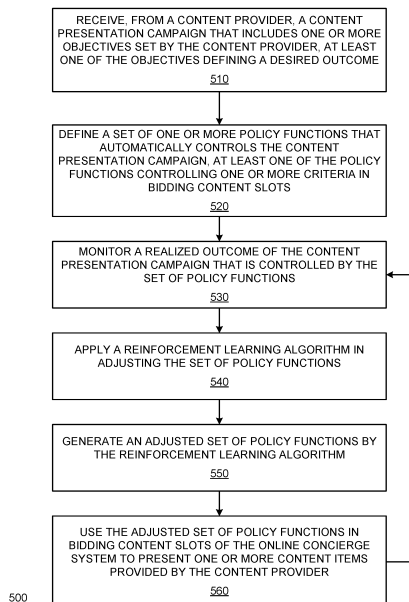 RECEIVE, FROM A CONTENT PROVIDER, A CONTENT
PRESENTATION CAMPAIGN THAT INCLUDES ONE OR MORE
OBJECTIVES SET BY THE CONTENT PROVIDER, AT LEAST
ONE OF THE OBJECTIVES DEFINING A DESIRED OUTCOME
510
DEFINE A SET OF ONE OR MORE POLICY FUNCTIONS THAT
AUTOMATICALLY CONTROLS THE CONTENT
PRESENTATION CAMPAIGN, AT LEAST ONE OF THE POLICY
FUNCTIONS CONTROLLING ONE OR MORE CRITERIA IN
BIDDING CONTENT SLOTS
520
MONITOR A REALIZED OUTCOME OF THE CONTENT
PRESENTATION CAMPAIGN THAT IS CONTROLLED BY THE
SET OF POLICY FUNCTIONS
530
APPLY A REINFORCEMENT LEARNING ALGORITHM IN
ADJUSTING THE SET OF POLICY FUNCTIONS
540
GENERATE AN ADJUSTED SET OF POLICY FUNCTIONS BY
THE REINFORCEMENT LEARNING ALGORITHM
550
USE THE ADJUSTED SET OF POLICY FUNCTIONS IN
BIDDING CONTENT SLOTS OF THE ONLINE CONCIERGE
SYSTEM TO PRESENT ONE OR MORE CONTENT ITEMS
PROVIDED BY THE CONTENT PROVIDER
560
500